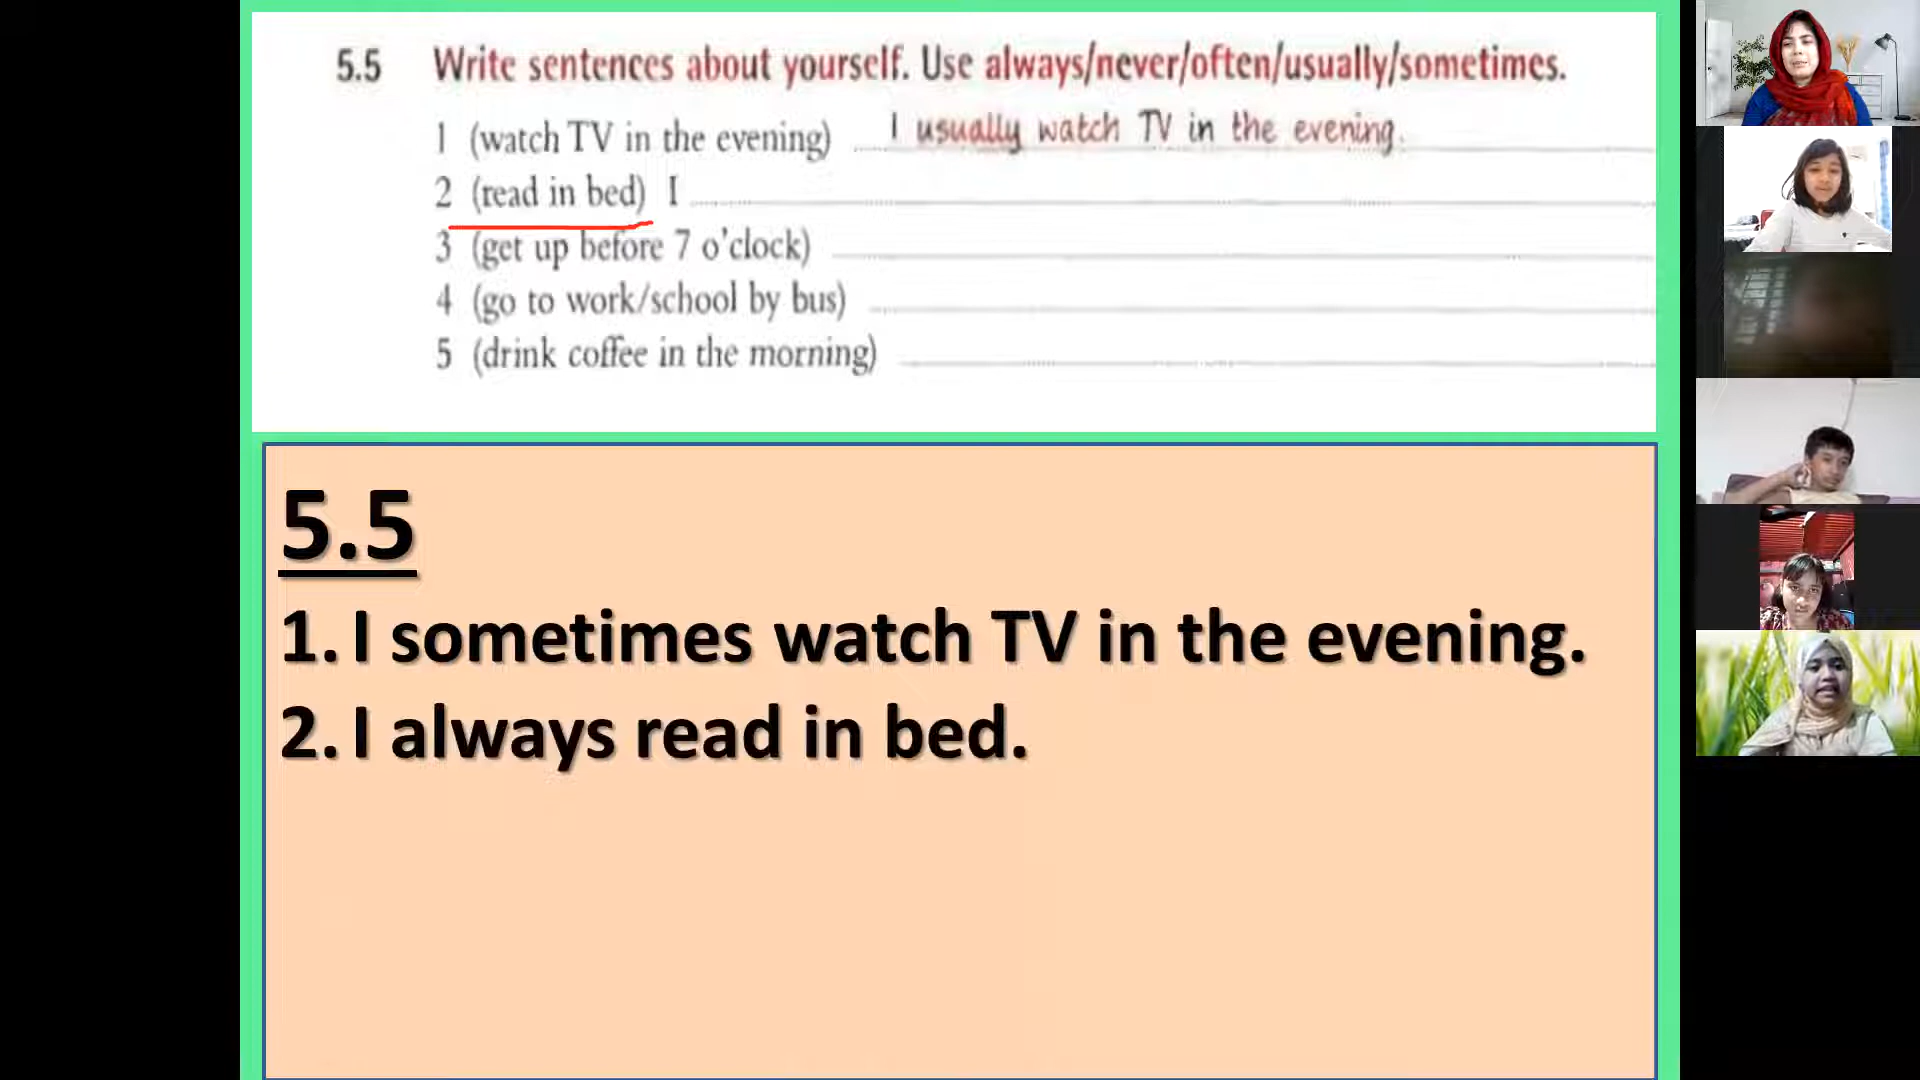 5.5 Write sentences about yourself. Use always/never/often/usually/sometimes.
1 (watch TV in the evening) I usually watch TV in the evening.
2 (read in bed) I
3 (get up before 7 o'clock)
4 (go to work/school by bus)
5 (drink coffee in the morning)
5.5
1. I sometimes watch TV in the evening.
2. I always read in bed.